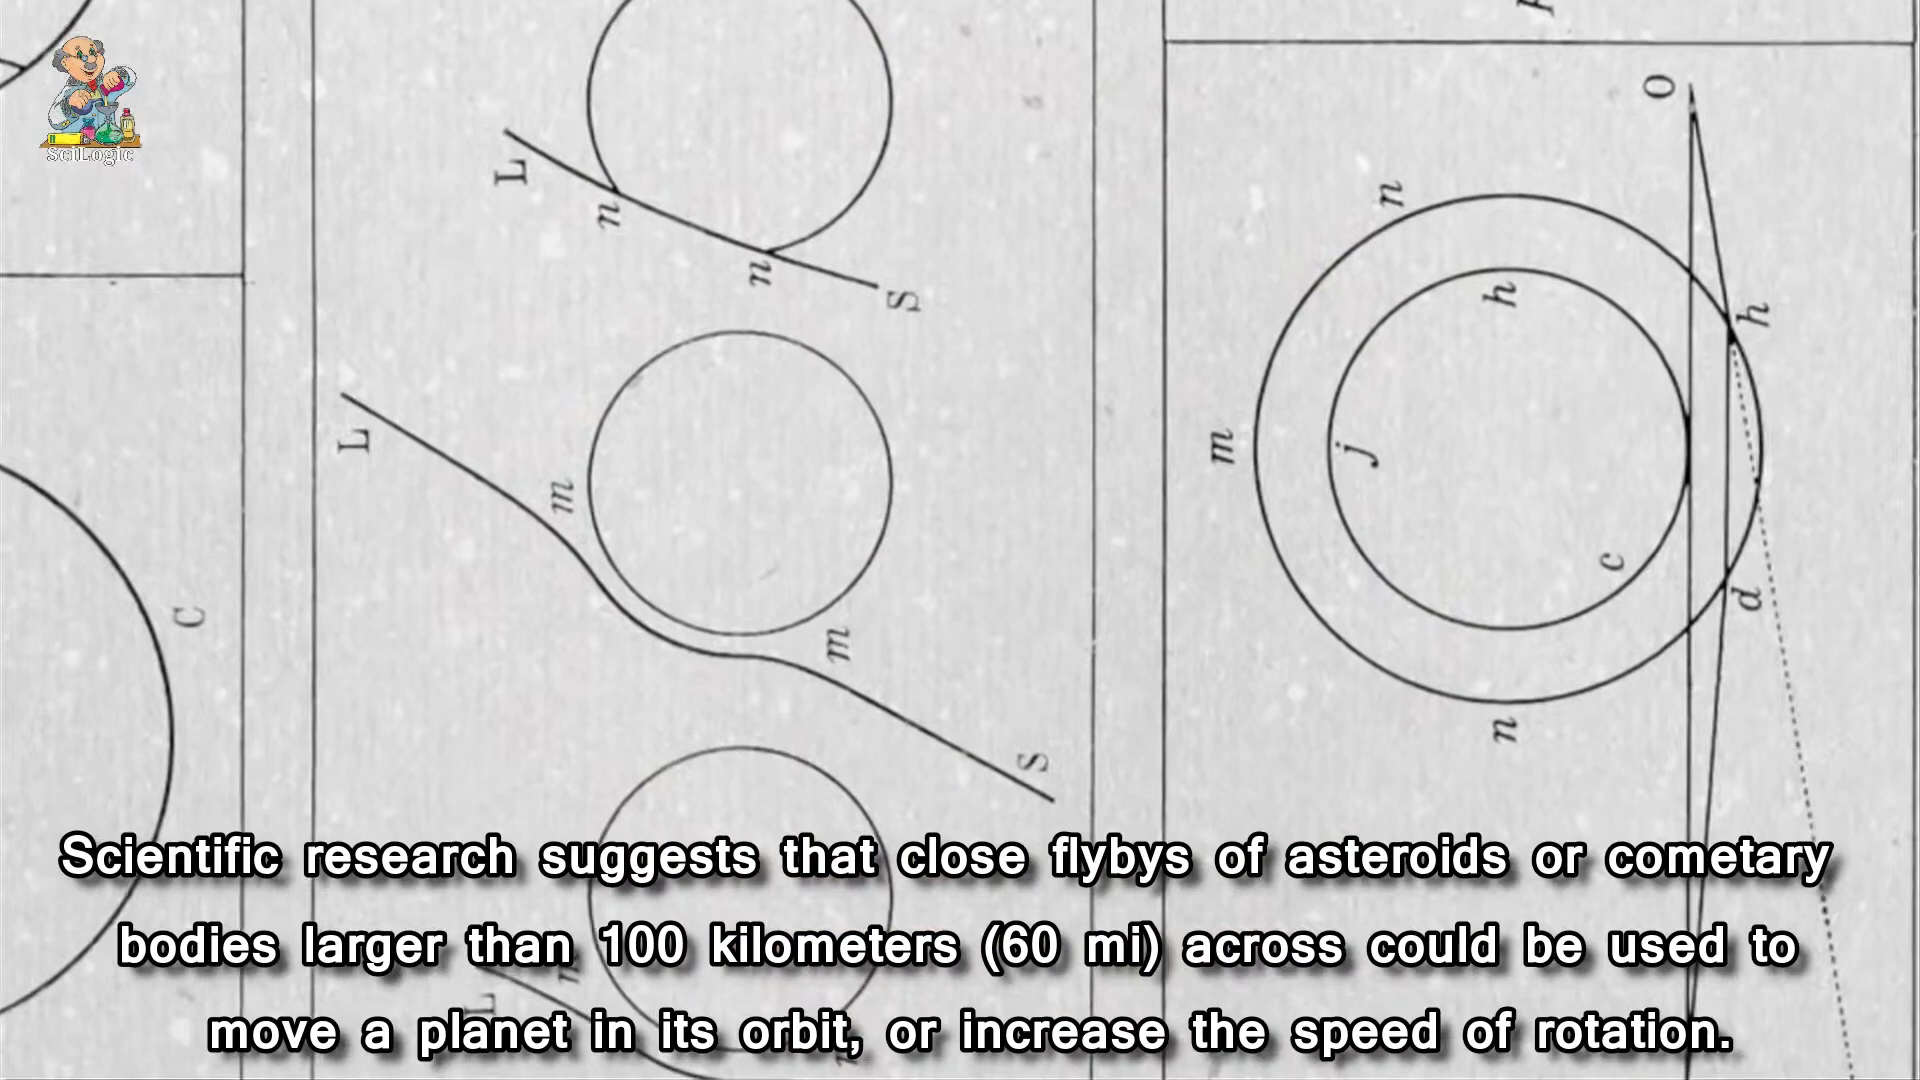 SciLogic
L
n
n
S
L
m
m
S
C
L
m
O
n
h
h
m
j
c
d
n
Scientific research suggests that close flybys of asteroids or cometary
bodies larger than 100 kilometers (60 mi) across could be used to
move a planet in its orbit, or increase the speed of rotation.